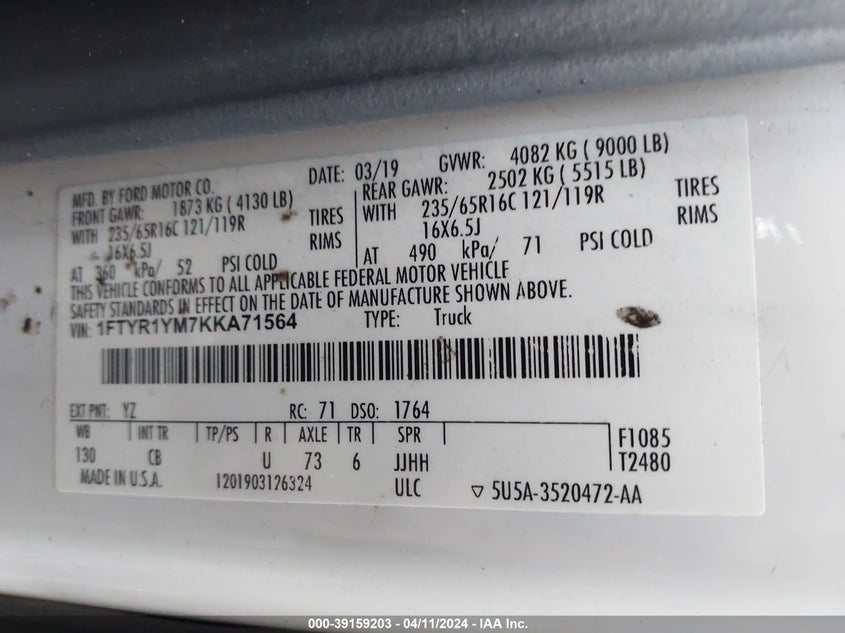 MFD. BY FORD MOTOR CO. DATE: 03/19 GVWR: 4082 KG ( 9000 LB)
FRONT GAWR: 1873 KG ( 4130 LB) REAR GAWR: 2502 KG ( 5515 LB)
WITH 235/65R16C 121/119R TIRES WITH 235/65R16C 121/119R TIRES
16X6.5J RIMS 16X6.5J RIMS
AT 360 kPa/ 52 PSI COLD AT 490 kPa/ 71 PSI COLD
THIS VEHICLE CONFORMS TO ALL APPLICABLE FEDERAL MOTOR VEHICLE
SAFETY STANDARDS IN EFFECT ON THE DATE OF MANUFACTURE SHOWN ABOVE.
VIN: 1FTYR1YM7KKA71564 TYPE: Truck
EXT PNT: YZ RC: 71 DSO: 1764
WB INT TR TP/PS R AXLE TR SPR F1085
130 CB U 73 6 JJHH T2480
MADE IN U.S.A. 1201903126324 ULC ▽ 5U5A-3520472-AA
000-39159203 - 04/11/2024 - IAA Inc.